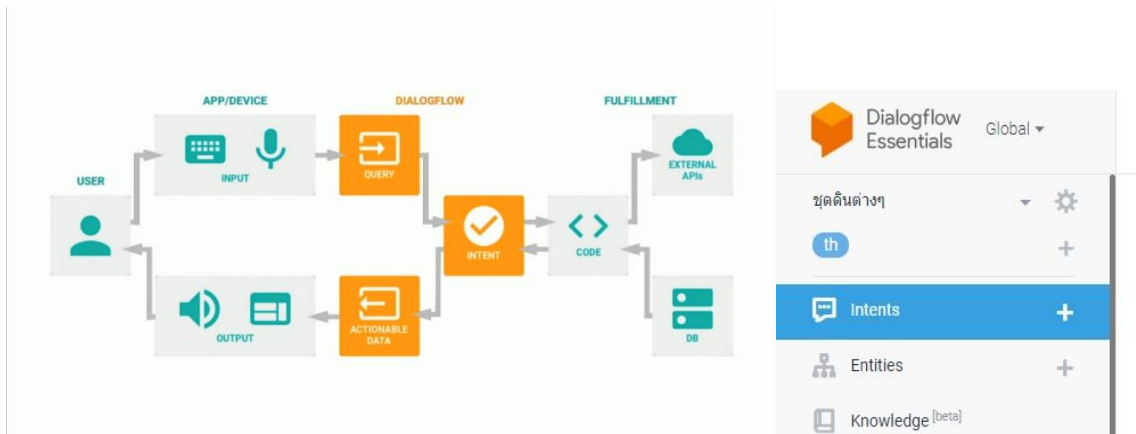 APP/DEVICE
DIALOGFLOW
FULFILLMENT
USER
INPUT
QUERY
EXTERNAL
APIs
INTENT
CODE
OUTPUT
ACTIONABLE
DATA
DB
Dialogflow
Essentials
Global
ชุดดินต่างๆ
th
Intents
Entities
Knowledge [beta]